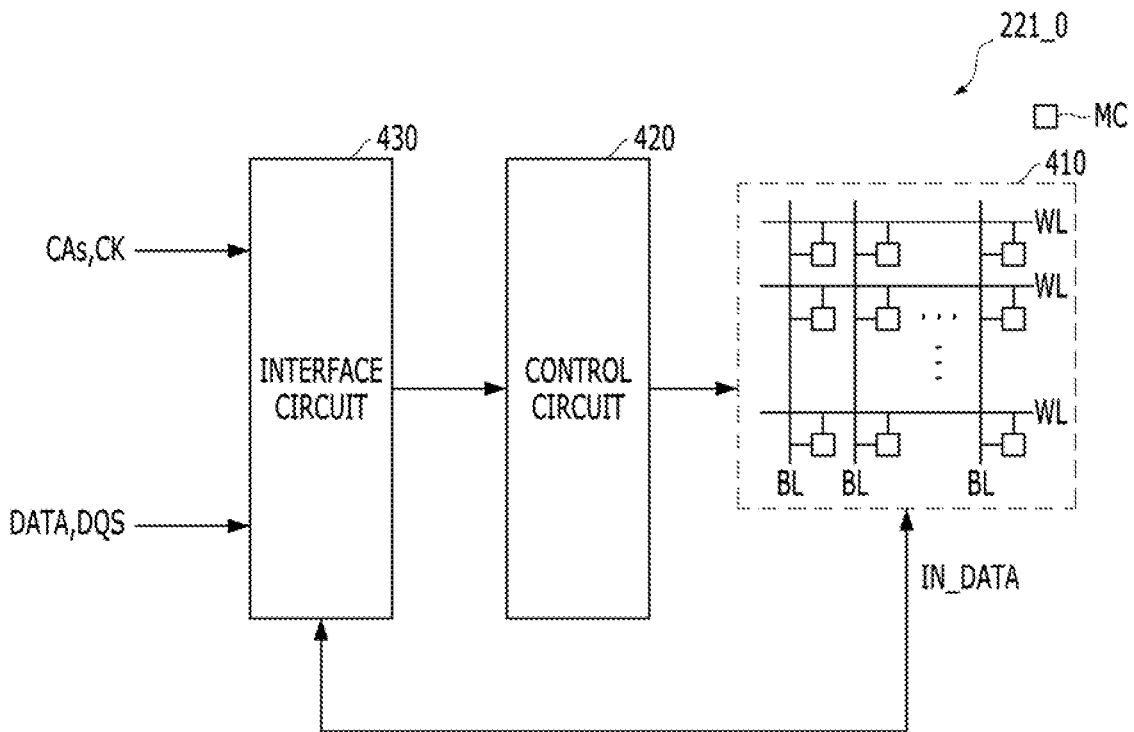 221_0
MC
430
420
410
CAs,CK
WL
WL
INTERFACE
CIRCUIT
CONTROL
CIRCUIT
WL
BL BL BL
DATA,DQS
IN_DATA